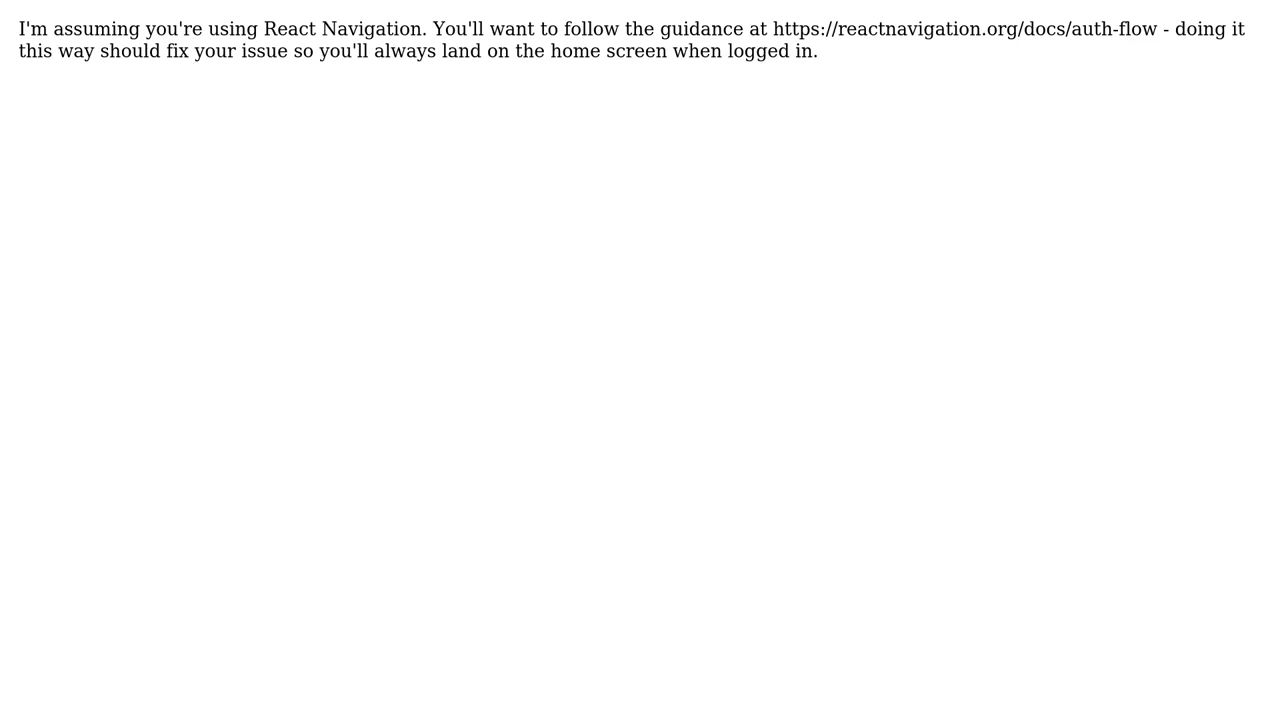 I'm assuming you're using React Navigation. You'll want to follow the guidance at https://reactnavigation.org/docs/auth-flow - doing it
this way should fix your issue so you'll always land on the home screen when logged in.